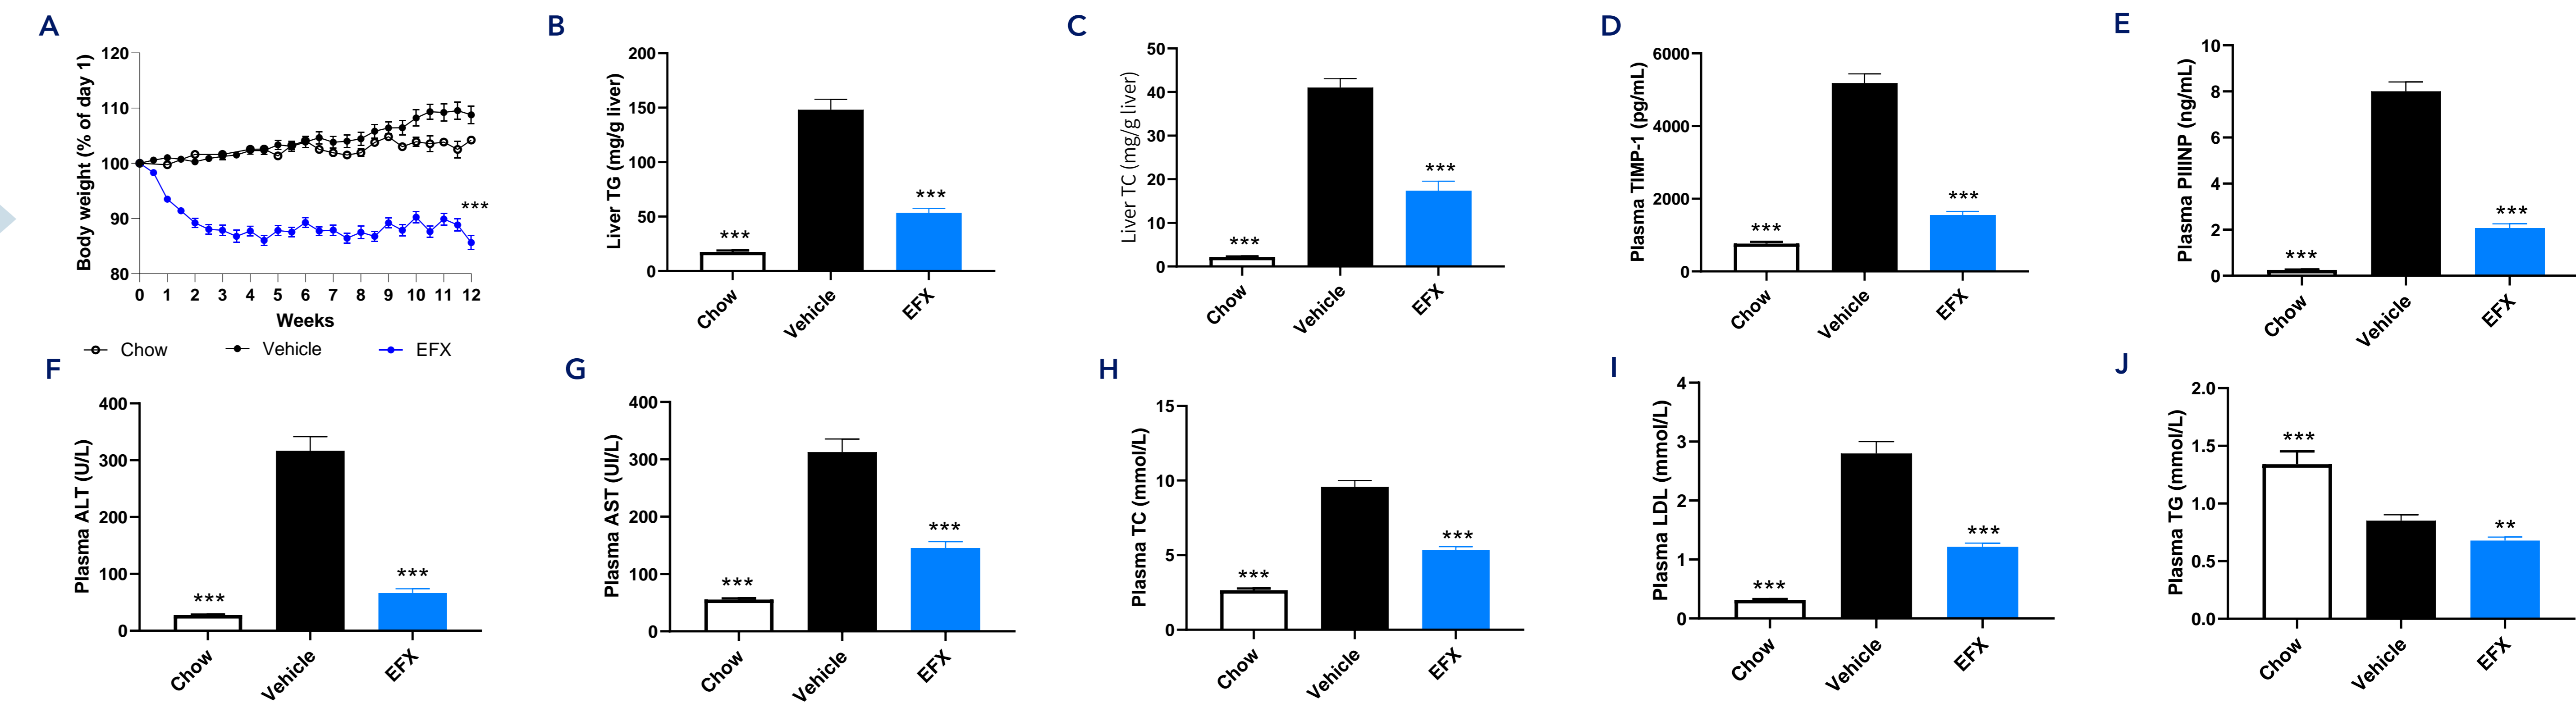 A
Body weight (% of day 1)
120
110
100
90
80
***
0 1 2 3 4 5 6 7 8 9 10 11 12
Weeks
Chow Vehicle EFX
B
Liver TG (mg/g liver)
200
150
100
50
0
***
***
Chow Vehicle EFX
C
Liver TC (mg/g liver)
50
40
30
20
10
0
***
***
Chow Vehicle EFX
D
Plasma TIMP-1 (pg/mL)
6000
4000
2000
0
***
***
Chow Vehicle EFX
E
Plasma PIIINP (ng/mL)
10
8
6
4
2
0
***
***
Chow Vehicle EFX
F
Plasma ALT (U/L)
400
300
200
100
0
***
***
Chow Vehicle EFX
G
Plasma AST (UI/L)
400
300
200
100
0
***
***
Chow Vehicle EFX
H
Plasma TC (mmol/L)
15
10
5
0
***
***
Chow Vehicle EFX
I
Plasma LDL (mmol/L)
4
3
2
1
0
***
***
Chow Vehicle EFX
J
Plasma TG (mmol/L)
2.0
1.5
1.0
0.5
0.0
***
**
Chow Vehicle EFX